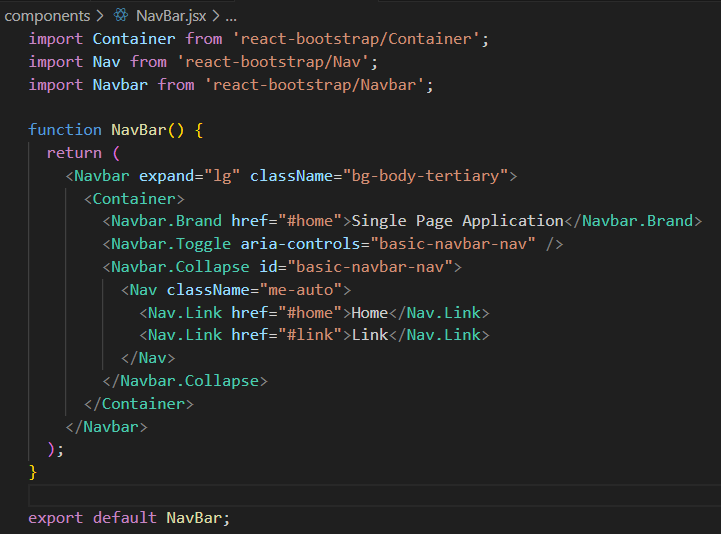 components > NavBar.jsx > ...
import Container from 'react-bootstrap/Container';
import Nav from 'react-bootstrap/Nav';
import Navbar from 'react-bootstrap/Navbar';

function NavBar() {
  return (
    <Navbar expand="lg" className="bg-body-tertiary">
      <Container>
        <Navbar.Brand href="#home">Single Page Application</Navbar.Brand>
        <Navbar.Toggle aria-controls="basic-navbar-nav" />
        <Navbar.Collapse id="basic-navbar-nav">
          <Nav className="me-auto">
            <Nav.Link href="#home">Home</Nav.Link>
            <Nav.Link href="#link">Link</Nav.Link>
          </Nav>
        </Navbar.Collapse>
      </Container>
    </Navbar>
  );
}

export default NavBar;